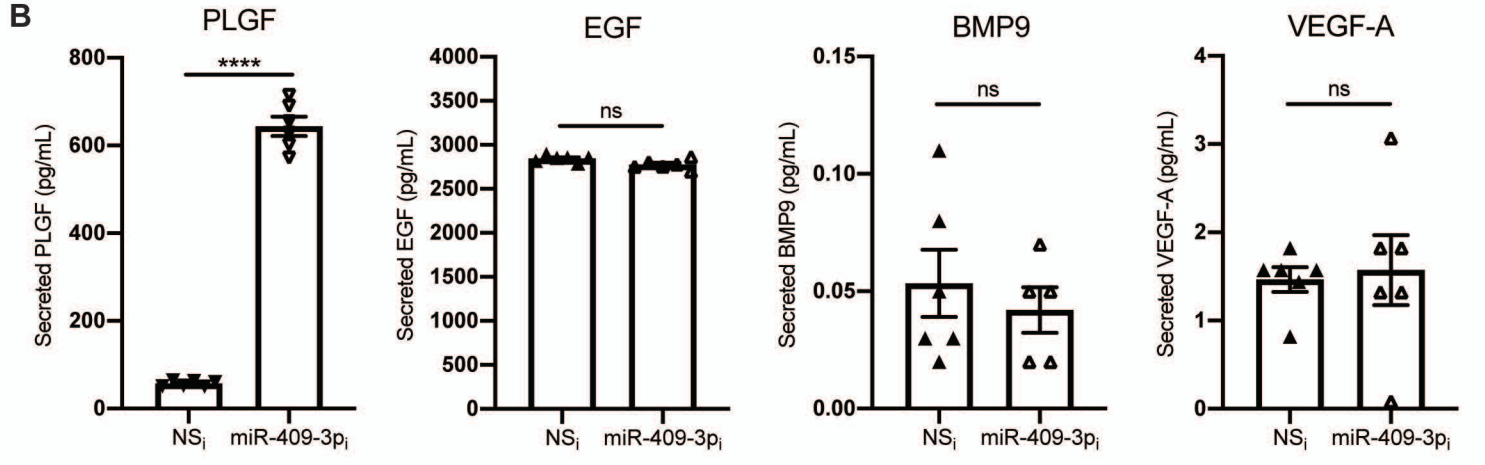 B
PLGF
Secreted PLGF (pg/mL)
800
600
400
200
0
****
NSi
miR-409-3pi
EGF
Secreted EGF (pg/mL)
4000
3500
3000
2500
2000
1500
1000
500
0
ns
NSi
miR-409-3pi
BMP9
Secreted BMP9 (pg/mL)
0.15
0.10
0.05
0.00
ns
NSi
miR-409-3pi
VEGF-A
Secreted VEGF-A (pg/mL)
4
3
2
1
0
ns
NSi
miR-409-3pi